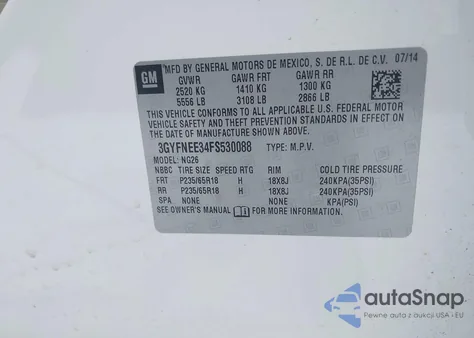 GM
MFD BY GENERAL MOTORS DE MEXICO, S. DE R.L. DE C.V. 07/14
GVWR GAWR FRT GAWR RR
2520 KG 1410 KG 1300 KG
5556 LB 3108 LB 2866 LB
THIS VEHICLE CONFORMS TO ALL APPLICABLE U.S. FEDERAL MOTOR
VEHICLE SAFETY, BUMPER, AND THEFT PREVENTION STANDARDS IN
EFFECT ON THE DATE OF MANUFACTURE SHOWN ABOVE.
3GYFNEE34FS530088 TYPE: M.P.V.
MODEL: NG26
NBBC TIRE SIZE SPEED RTG RIM COLD TIRE PRESSURE
FRT P235/65R18 H 18X8J 240KPA(35PSI)
RR P235/65R18 H 18X8J 240KPA(35PSI)
SPA NONE NONE KPA(PSI)
SEE OWNER'S MANUAL FOR MORE INFORMATION.
autoSnap
Pewne auta z aukcji USA - EU